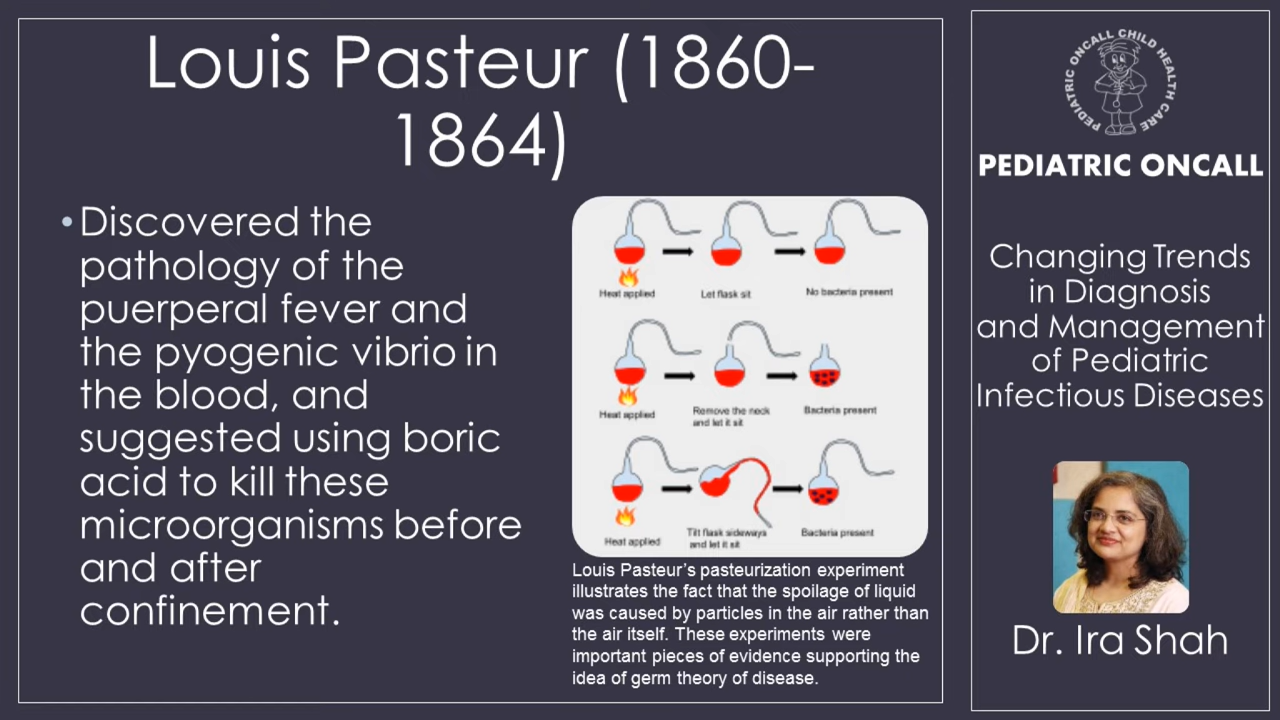 Louis Pasteur (1860-
1864)
• Discovered the
pathology of the
puerperal fever and
the pyogenic vibrio in
the blood, and
suggested using boric
acid to kill these
microorganisms before
and after
confinement.
Heat applied
Let flask sit
No bacteria present
Heat applied
Remove the neck
and let it sit
Bacteria present
Heat applied
Tilt flask sideways
and let it sit
Bacteria present
Louis Pasteur's pasteurization experiment
illustrates the fact that the spoilage of liquid
was caused by particles in the air rather than
the air itself. These experiments were
important pieces of evidence supporting the
idea of germ theory of disease.
PEDIATRIC ONCALL CHILD HEALTH CARE
PEDIATRIC ONCALL
Changing Trends
in Diagnosis
and Management
of Pediatric
Infectious Diseases
Dr. Ira Shah